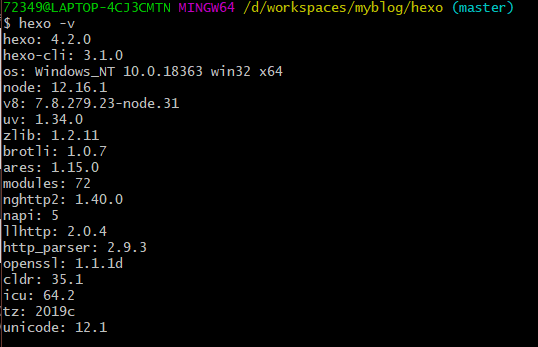 72349@LAPTOP-4CJ3CMTN MINGW64 /d/workspaces/myblog/hexo (master)
$ hexo -v
hexo: 4.2.0
hexo-cli: 3.1.0
os: Windows_NT 10.0.18363 win32 x64
node: 12.16.1
v8: 7.8.279.23-node.31
uv: 1.34.0
zlib: 1.2.11
brotli: 1.0.7
ares: 1.15.0
modules: 72
nghttp2: 1.40.0
napi: 5
llhttp: 2.0.4
http_parser: 2.9.3
openssl: 1.1.1d
cldr: 35.1
icu: 64.2
tz: 2019c
unicode: 12.1